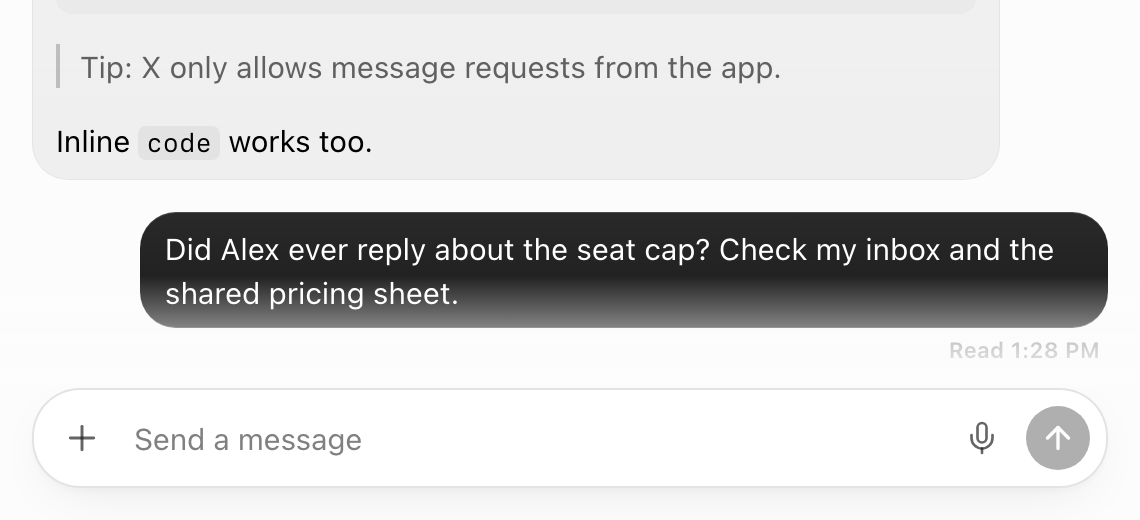 Tip: X only allows message requests from the app.
Inline code works too.
Did Alex ever reply about the seat cap? Check my inbox and the
shared pricing sheet.
Read 1:28 PM
Send a message